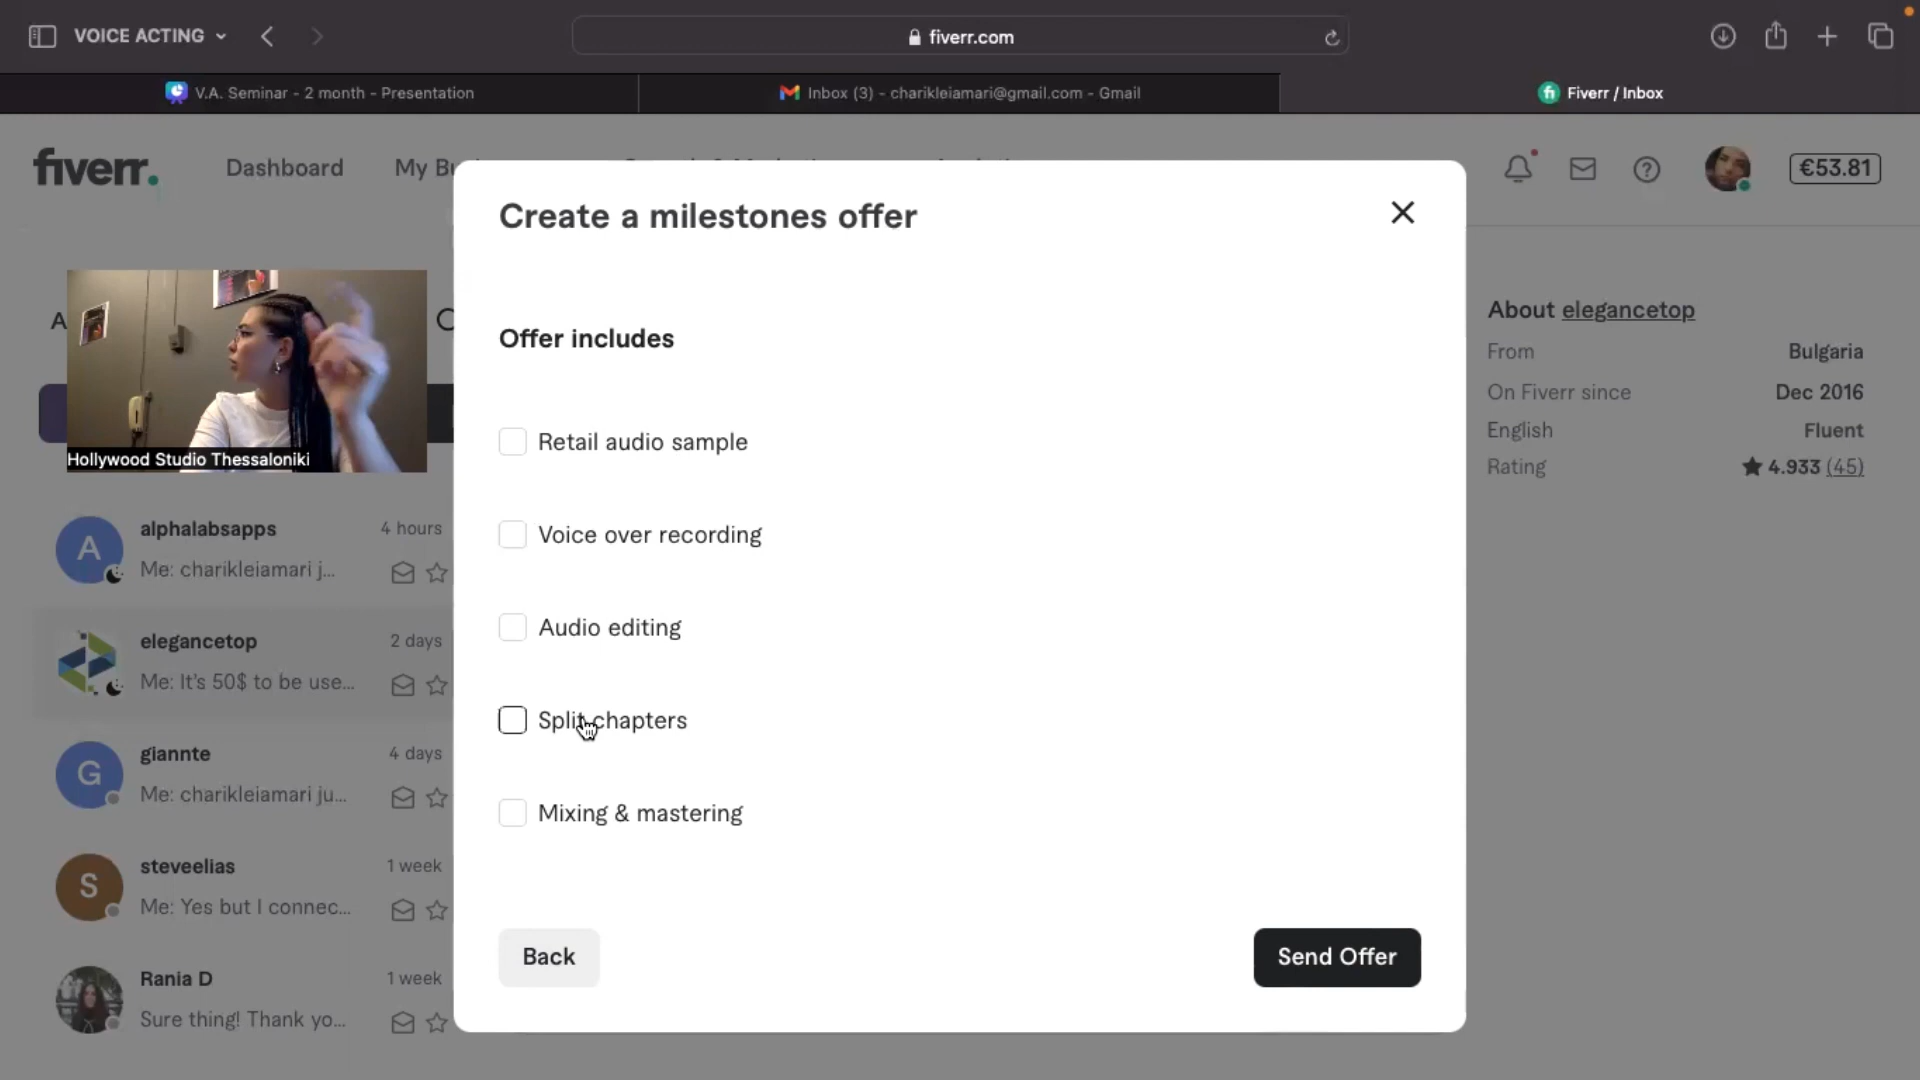 VOICE ACTING
fiverr.com
V.A. Seminar - 2 month - Presentation
Inbox (3) - charikleiamari@gmail.com - Gmail
Fiverr / Inbox
fiverr.
Dashboard
My Bu
€53.81
Create a milestones offer
Offer includes
Retail audio sample
Voice over recording
Audio editing
Split chapters
Mixing & mastering
Back
Send Offer
A
Hollywood Studio Thessaloniki
A
alphalabsapps
4 hours
Me: charikleiamari j...
elegancetop
2 days
Me: It's 50$ to be use...
G
giannte
4 days
Me: charikleiamari ju...
S
steveelias
1 week
Me: Yes but I connec...
Rania D
1 week
Sure thing! Thank yo...
About elegancetop
From
Bulgaria
On Fiverr since
Dec 2016
English
Fluent
Rating
4.933 (45)